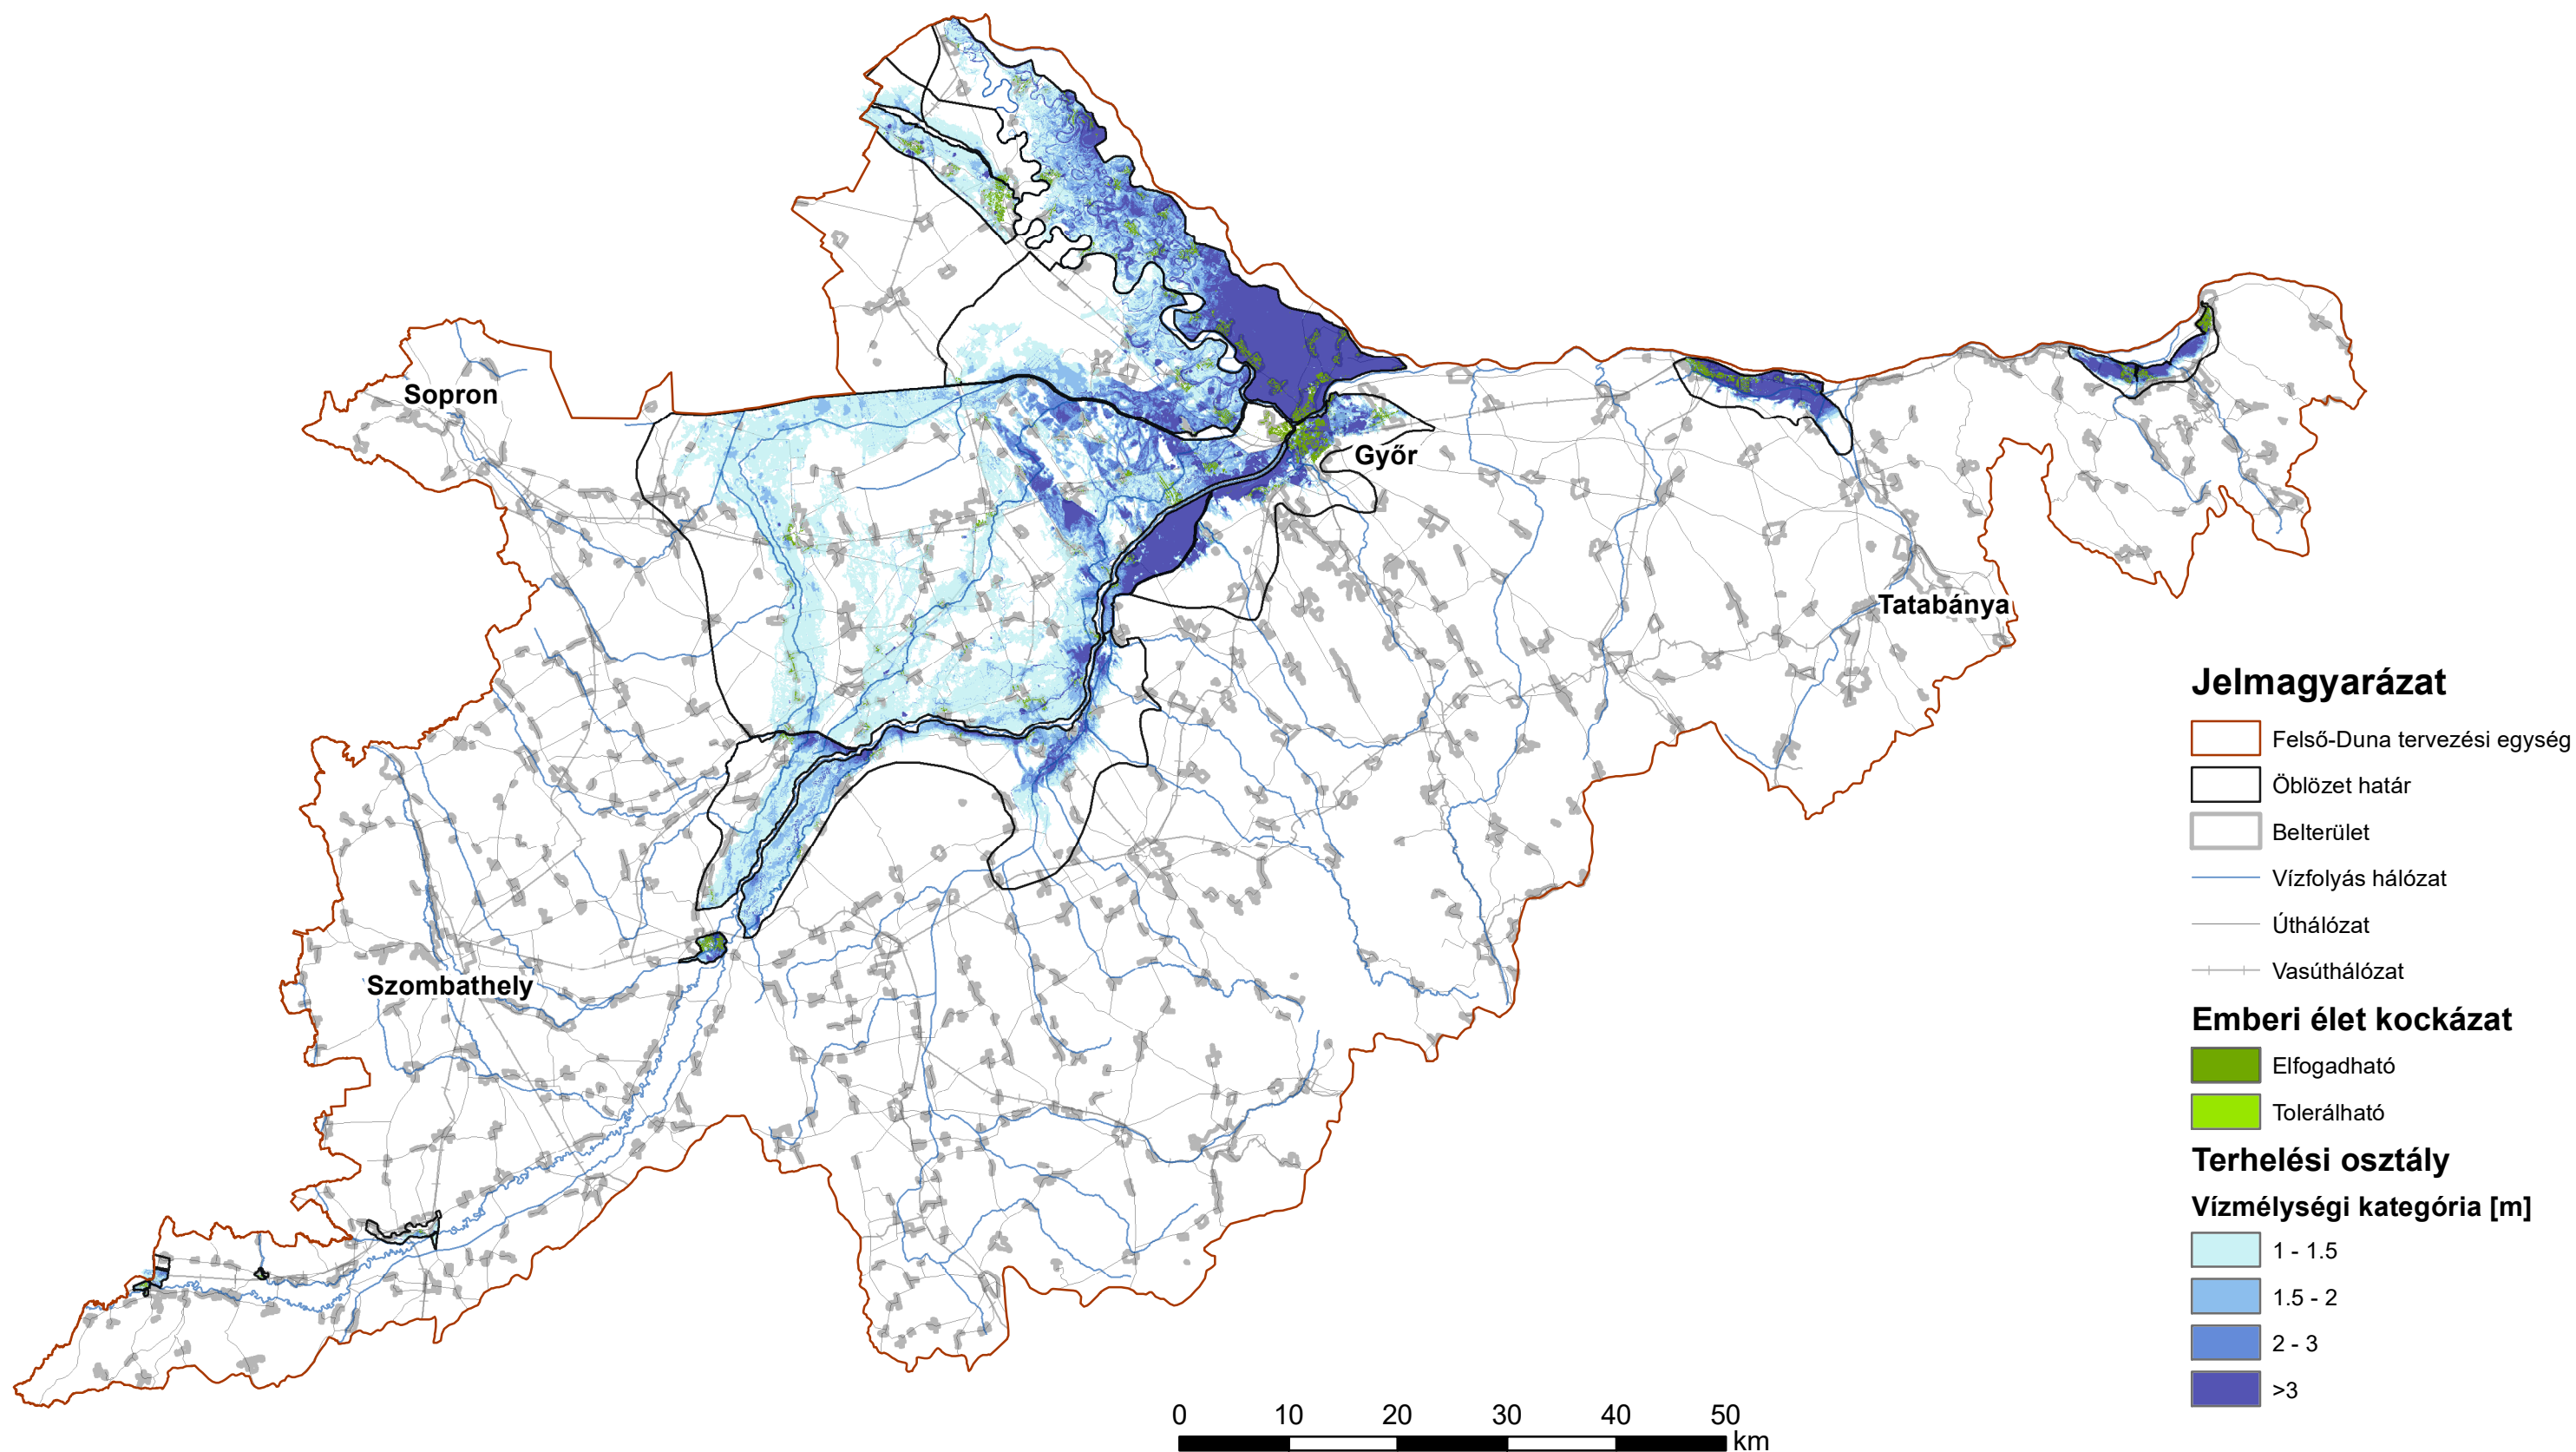 Sopron
Győr
Tatabánya
Szombathely
Jelmagyarázat
Felső-Duna tervezési egység
Öblözet határ
Belterület
Vízfolyás hálózat
Úthálózat
Vasúthálózat
Emberi élet kockázat
Elfogadható
Tolerálható
Terhelési osztály
Vízmélységi kategória [m]
1 - 1.5
1.5 - 2
2 - 3
>3
0 10 20 30 40 50
km